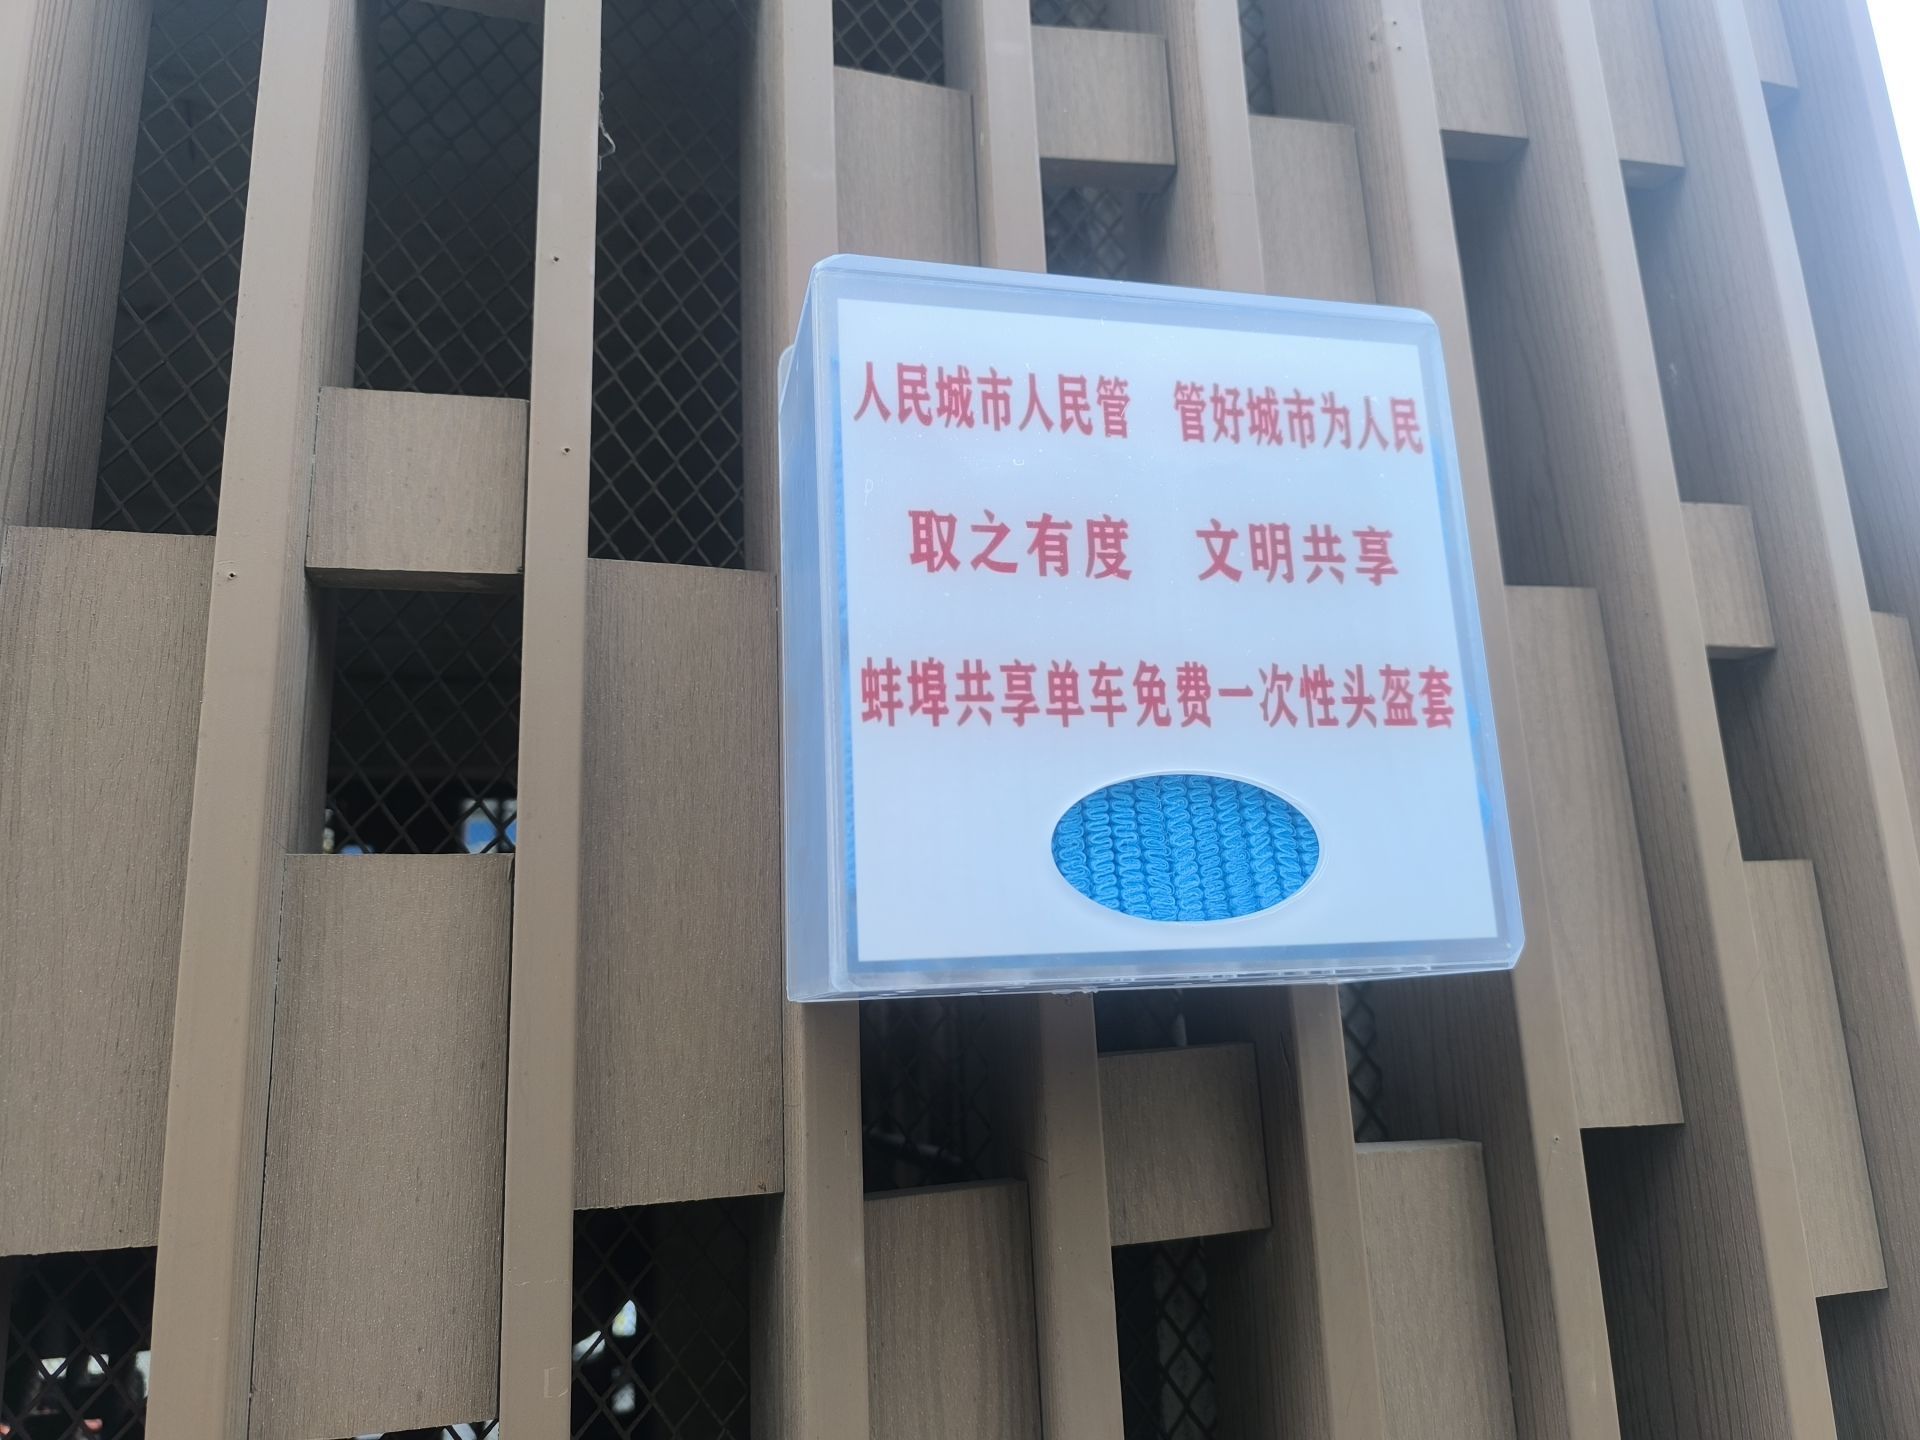 人民城市人民管 管好城市为人民
取之有度 文明共享
蚌埠共享单车免费一次性头盔套